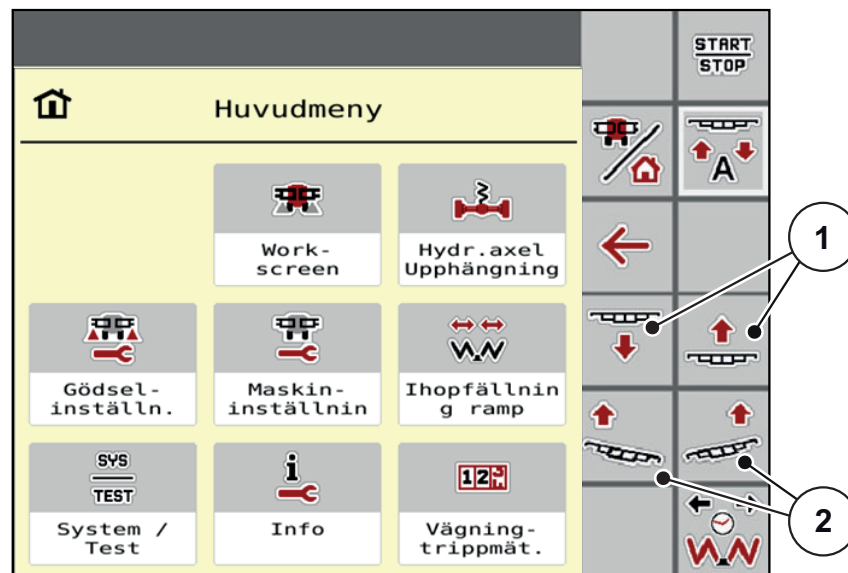 START
STOP
Huvudmeny
A
Work-
screen
Hydr.axel
Upphängning
1
Gödsel-
inställn.
Maskin-
inställnin
Ihopfällnin
g ramp
SYS
TEST
System /
Test
i
Info
12
Vägning-
trippmät.
2